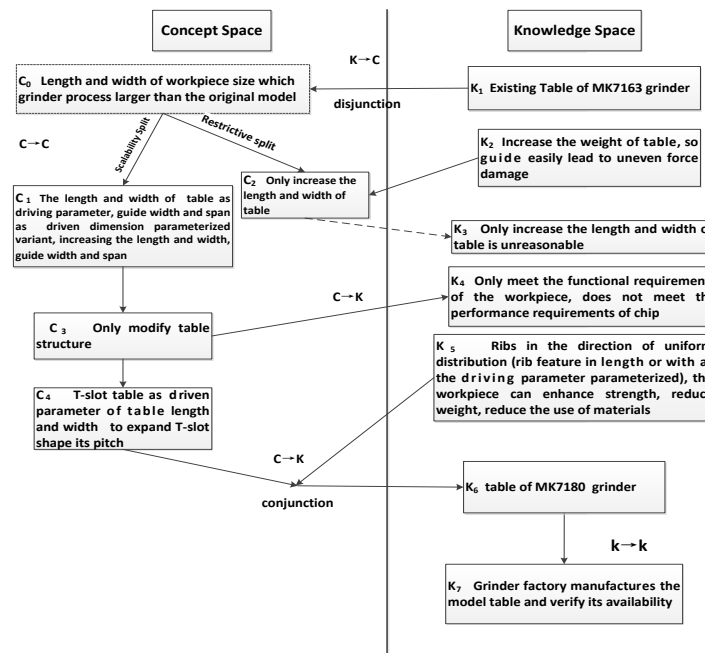 Concept Space
Knowledge Space
K→C
C₀ Length and width of workpiece size which
grinder process larger than the original model
disjunction
K₁ Existing Table of MK7163 grinder
C→C
Scalability Split
Restrictive split
K₂ Increase the weight of table, so
guide easily lead to uneven force
damage
C₂ Only increase the
length and width of
table
C₁ The length and width of table as
driving parameter, guide width and span
as driven dimension parameterized
variant, increasing the length and width,
guide width and span
K₃ Only increase the length and width o
table is unreasonable
C→K
K₄ Only meet the functional requiremen
of the workpiece, does not meet th
performance requirements of chip
C₃ Only modify table
structure
K₅ Ribs in the direction of uniform
distribution (rib feature in length or with a
the driving parameter parameterized), th
workpiece can enhance strength, reduc
weight, reduce the use of materials
C₄ T-slot table as driven
parameter of table length
and width to expand T-slot
shape its pitch
C→K
conjunction
K₆ table of MK7180 grinder
k→k
K₇ Grinder factory manufactures the
model table and verify its availability